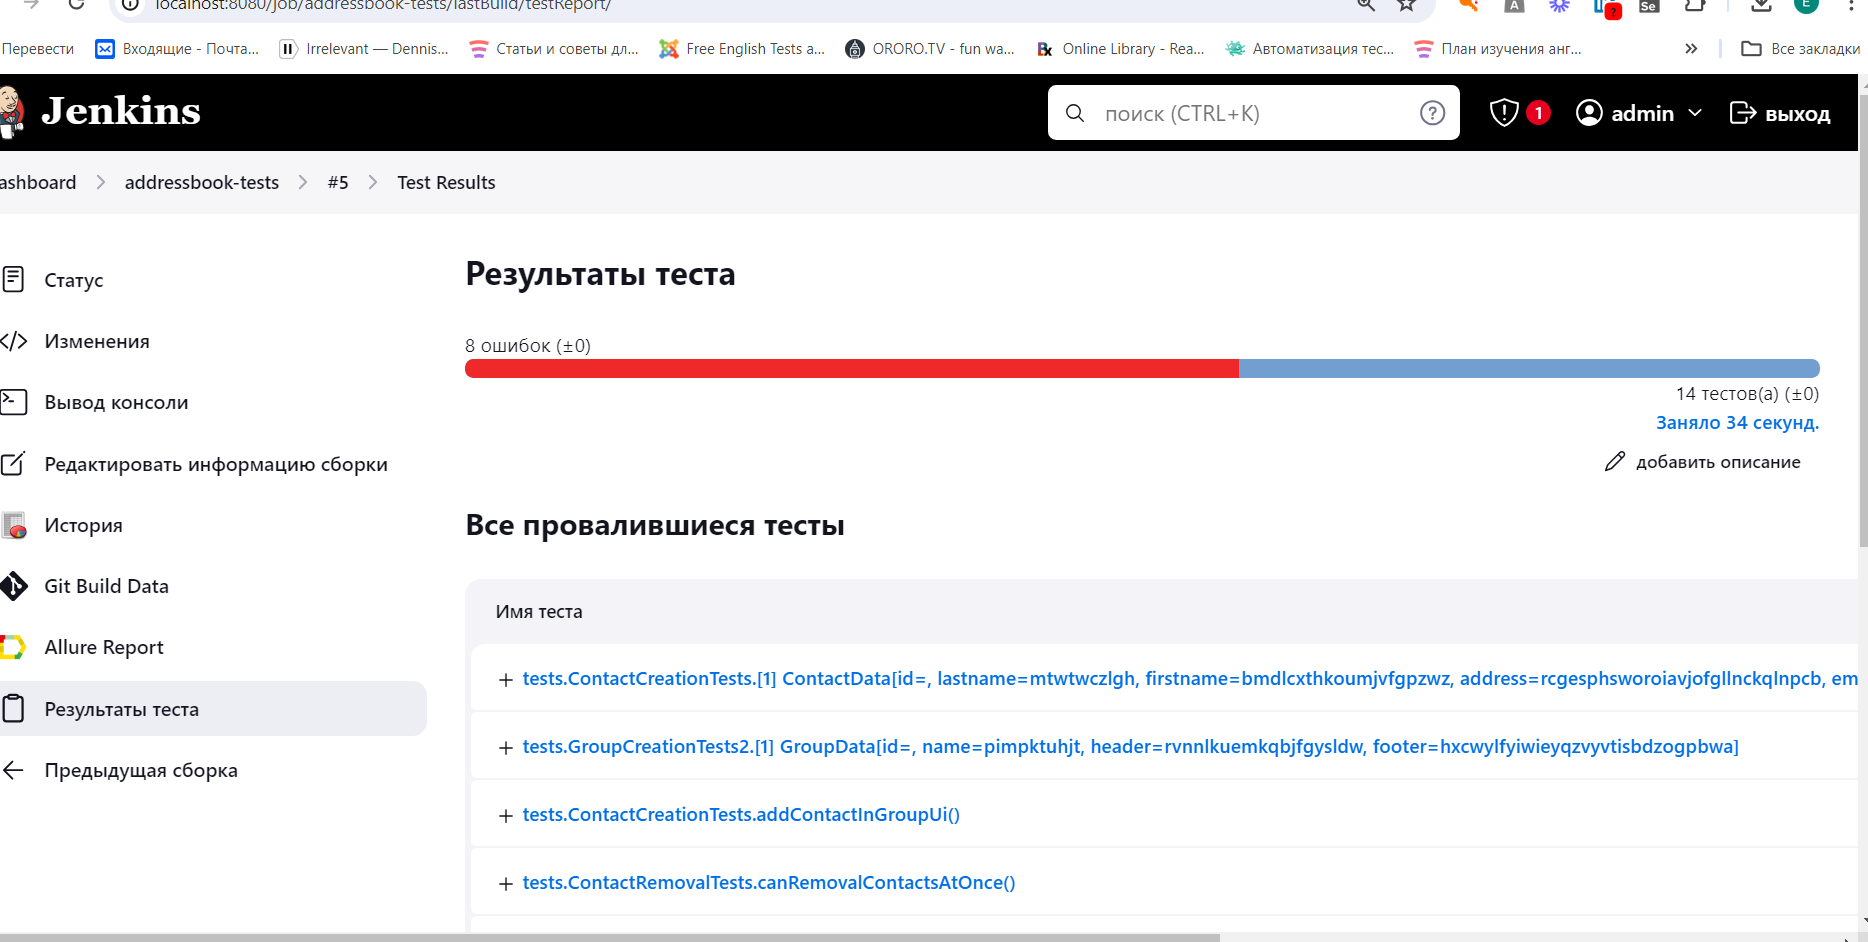 localhost:8080/job/addressbook-tests/lastBuild/testReport/
Перевести
Входящие - Почта...
Irrelevant — Dennis...
Статьи и советы дл...
Free English Tests a...
ORORO.TV - fun wa...
Online Library - Rea...
Автоматизация тес...
План изучения анг...
Все закладки
Jenkins
поиск (CTRL+K)
1
admin
выход
ashboard
addressbook-tests
#5
Test Results
Статус
Изменения
Вывод консоли
Редактировать информацию сборки
История
Git Build Data
Allure Report
Результаты теста
Предыдущая сборка
Результаты теста
8 ошибок (±0)
14 тестов(а) (±0)
Заняло 34 секунд.
добавить описание
Все провалившиеся тесты
Имя теста
tests.ContactCreationTests.[1] ContactData[id=, lastname=mtwtwczlgh, firstname=bmdlcxthkoumjvfgpzwz, address=rcgesphsworoiavjofgllnckqlnpcb, em
tests.GroupCreationTests2.[1] GroupData[id=, name=pimpktuhjt, header=rvnnlkuemkqbjfgysldw, footer=hxcwylfyiwieyqzvyvtisbdzogpbwa]
tests.ContactCreationTests.addContactInGroupUi()
tests.ContactRemovalTests.canRemovalContactsAtOnce()